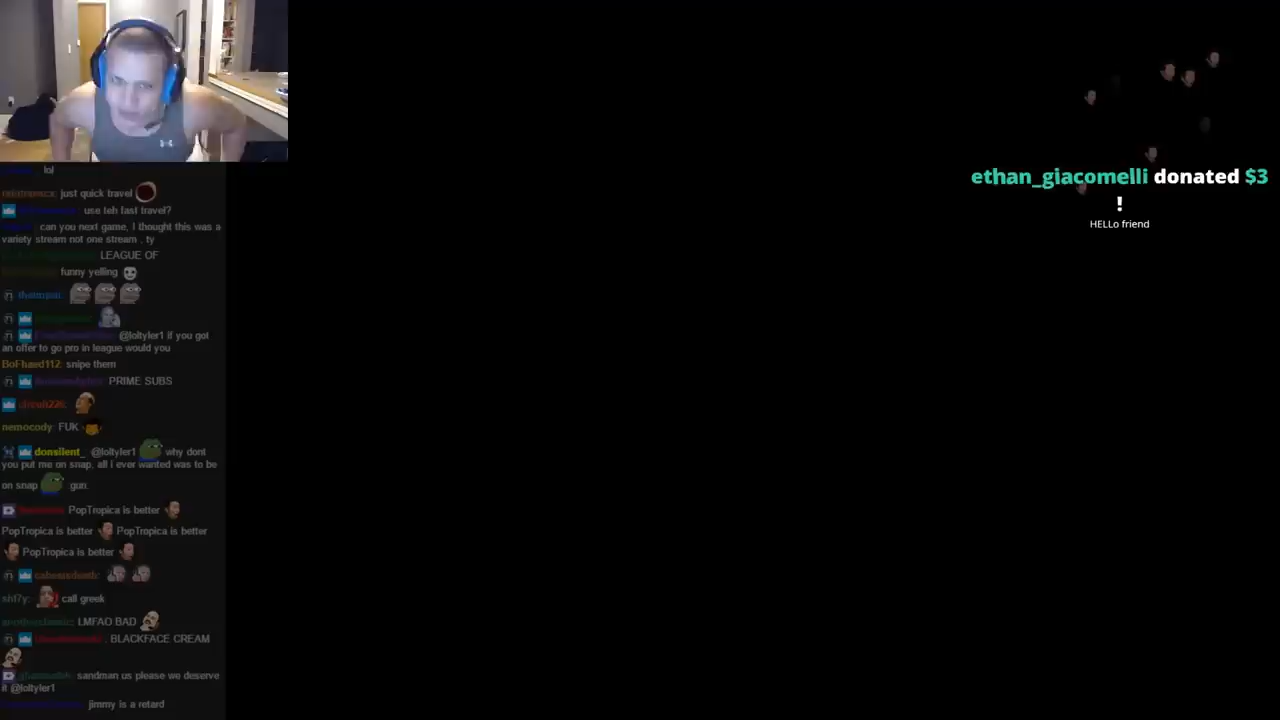 lol
just quick travel
use teh fast travel?
can you next game, I thought this was a
variety stream not one stream , ty
LEAGUE OF
funny yelling
@loltyler1 if you got
an offer to go pro in league would you
BoFhaed112: snipe them
PRIME SUBS
nemocody: FUK
donsilent_ @loltyler1 why dont
you put me on snap, all i ever wanted was to be
on snap gun.
PopTropica is better
PopTropica is better PopTropica is better
PopTropica is better
call greek
LMFAO BAD
BLACKFACE CREAM
sandman us please we deserve
it @loltyler1
jimmy is a retard
ethan_giacomelli donated $3
!
HELLo friend